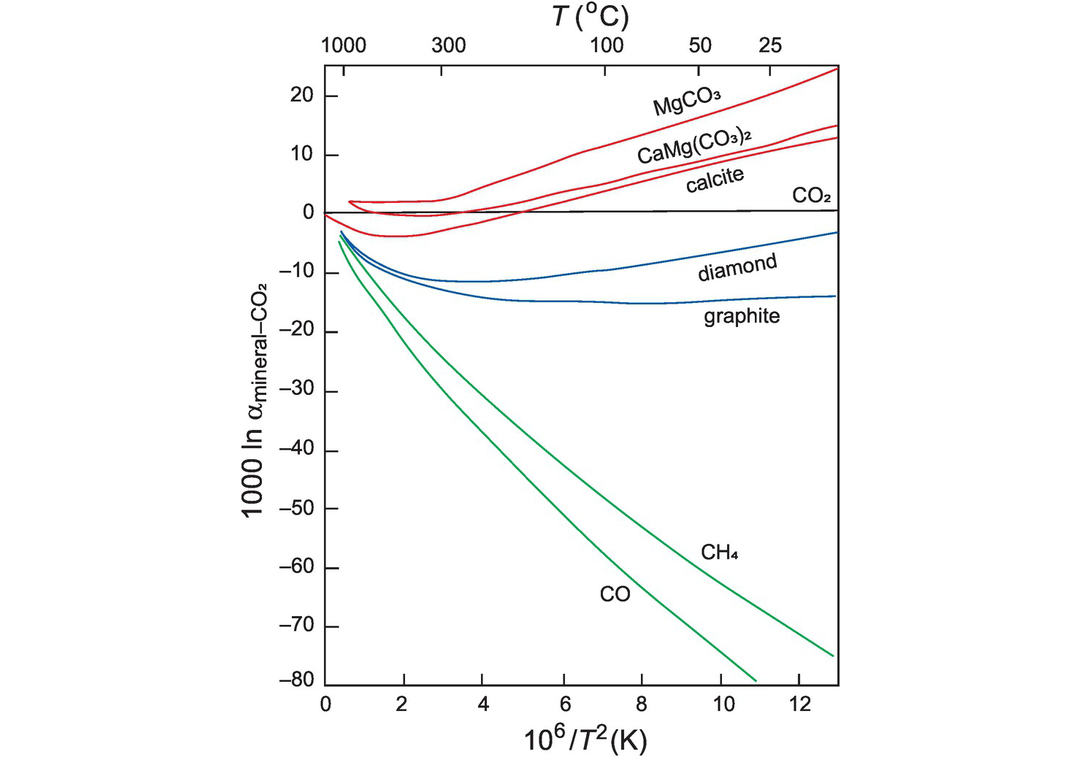 T (°C)
1000 300 100 50 25
20
10
0
–10
–20
–30
–40
–50
–60
–70
–80
1000 ln αmineral–CO₂
MgCO₃
CaMg(CO₃)₂
calcite
CO₂
diamond
graphite
CH₄
CO
0 2 4 6 8 10 12
10⁶/T²(K)